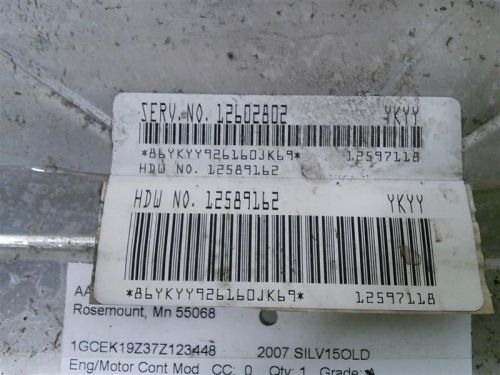 SERV. NO. 12602802 YKYY
*86YKYY926160JK69* 12597118
HDW NO. 12589162
HDW NO. 12589162 YKYY
*86YKYY926160JK69* 12597118
AA
Rosemount, Mn 55068
1GCEK19Z37Z123448 2007 SILV15OLD
Eng/Motor Cont Mod CC: 0 Qty: 1 Grade: